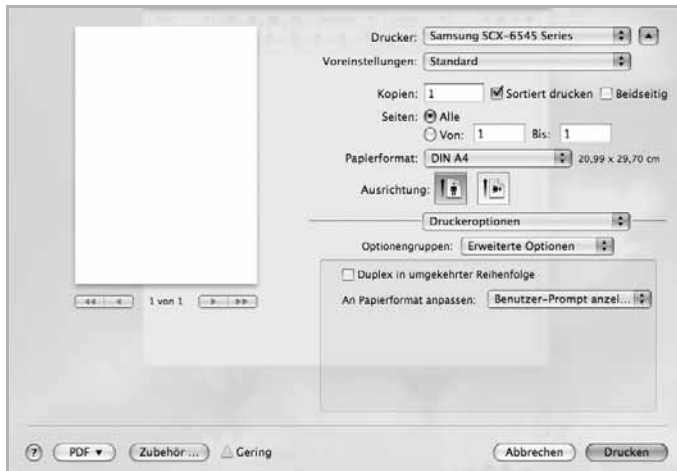 Drucker: Samsung SCX-6545 Series
Voreinstellungen: Standard
Kopien: 1 Sortiert drucken Beidseitig
Seiten: Alle
Von: 1 Bis: 1
Papierformat: DIN A4 20,99 x 29,70 cm
Ausrichtung:
Druckeroptionen
Optionengruppen: Erweiterte Optionen
Duplex in umgekehrter Reihenfolge
An Papierformat anpassen: Benutzer-Prompt anzei...
1 von 1
? PDF Zubehör ... Gering Abbrechen Drucken